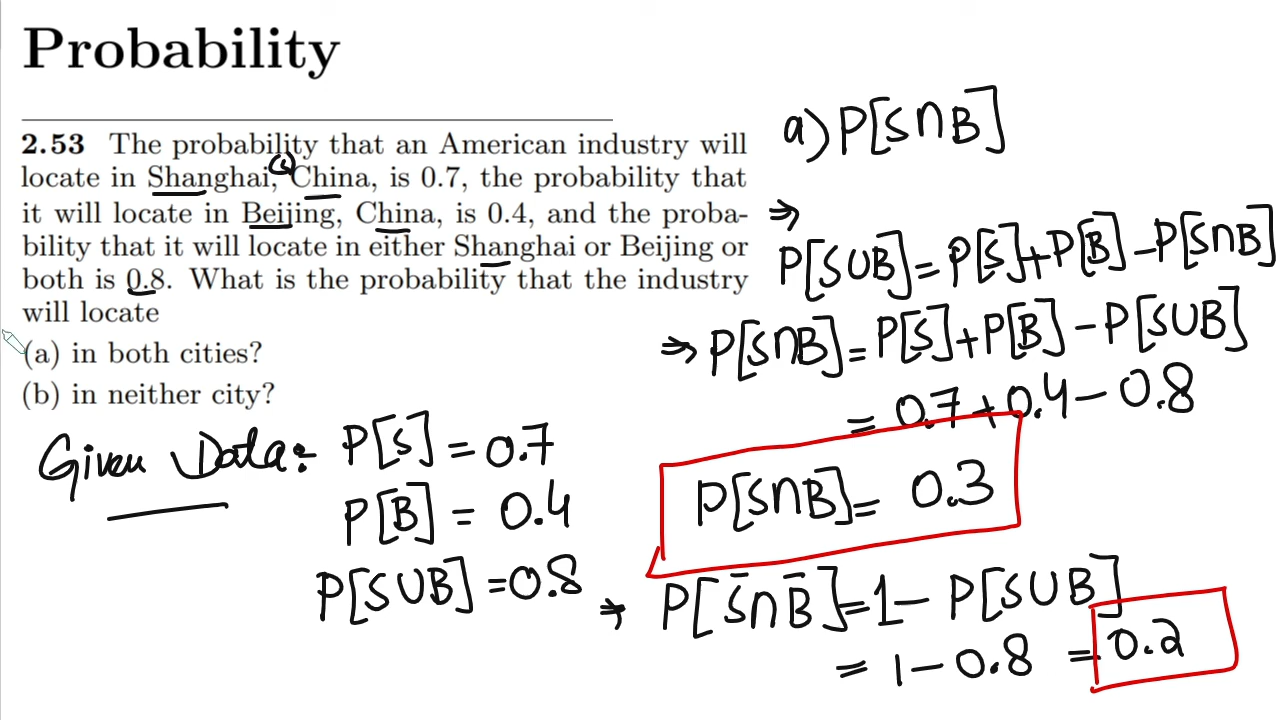 Probability
2.53 The probability that an American industry will
locate in Shanghai, China, is 0.7, the probability that
it will locate in Beijing, China, is 0.4, and the proba-
bility that it will locate in either Shanghai or Beijing or
both is 0.8. What is the probability that the industry
will locate
(a) in both cities?
(b) in neither city?
Given Data:
P[S] = 0.7
P[B] = 0.4
P[S∪B] = 0.8
a) P[S∩B]
⇒
P[S∪B] = P[S] + P[B] - P[S∩B]
⇒ P[S∩B] = P[S] + P[B] - P[S∪B]
= 0.7 + 0.4 - 0.8
P[S∩B] = 0.3
⇒ P[S̄∩B̄] = 1 - P[S∪B]
= 1 - 0.8 = 0.2